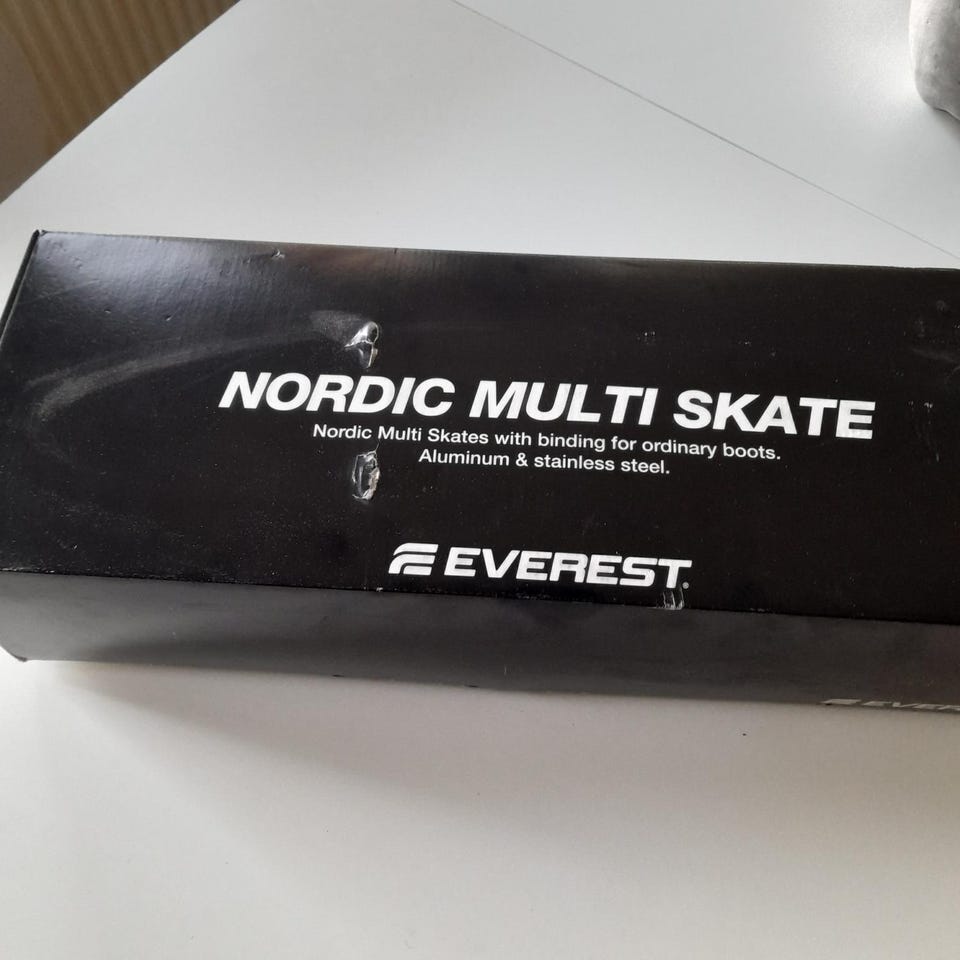 NORDIC MULTI SKATE
Nordic Multi Skates with binding for ordinary boots.
Aluminum & stainless steel.
EVEREST®